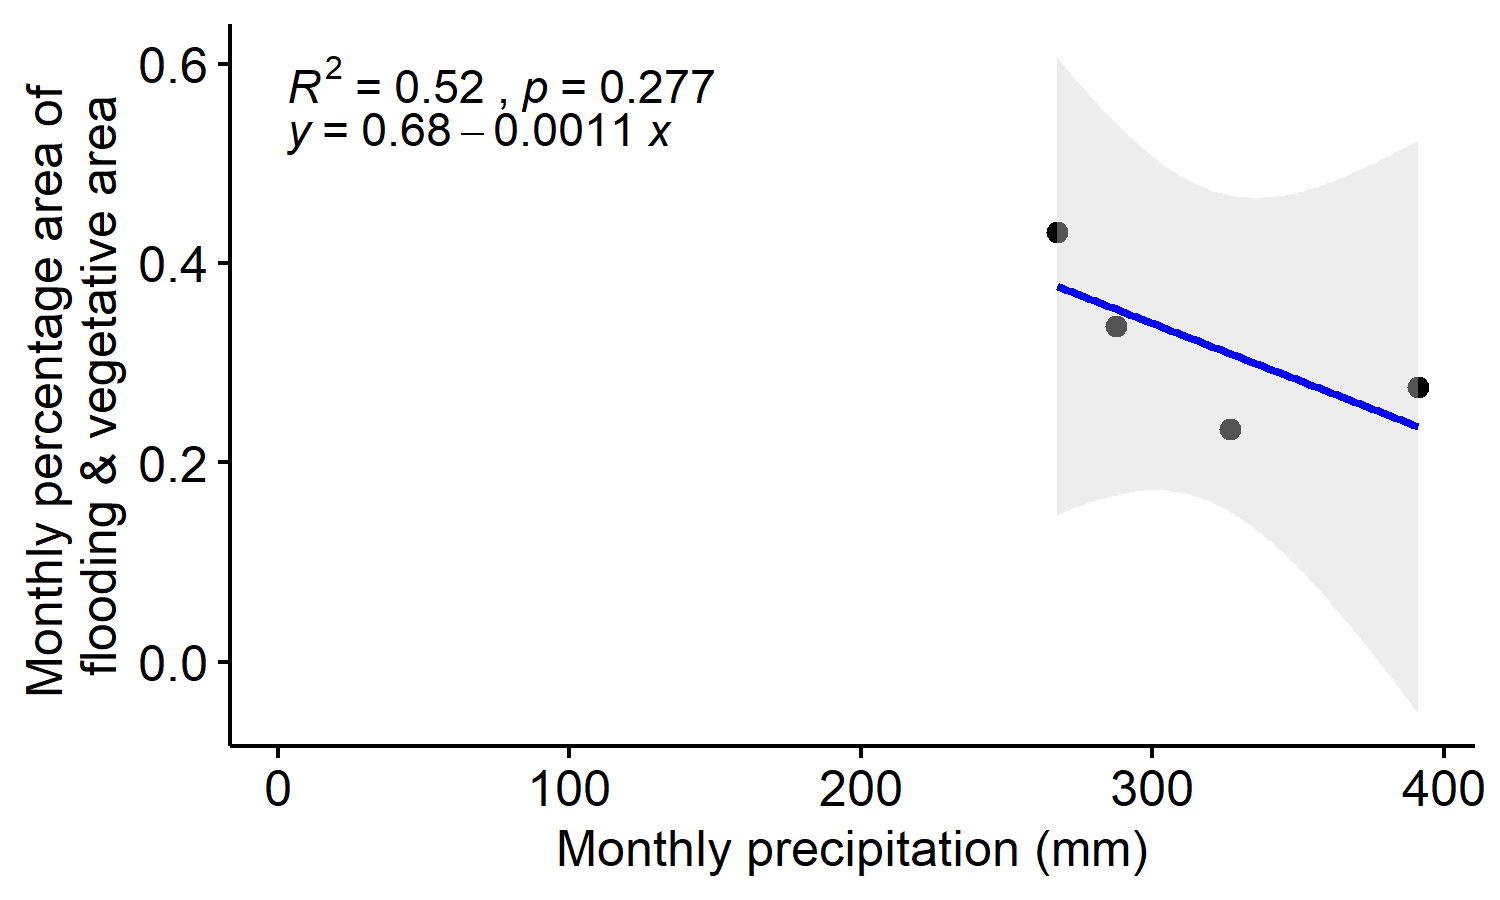 R² = 0.52 , p = 0.277
y = 0.68 − 0.0011 x
Monthly percentage area of
flooding & vegetative area
0.6
0.4
0.2
0.0
0 100 200 300 400
Monthly precipitation (mm)